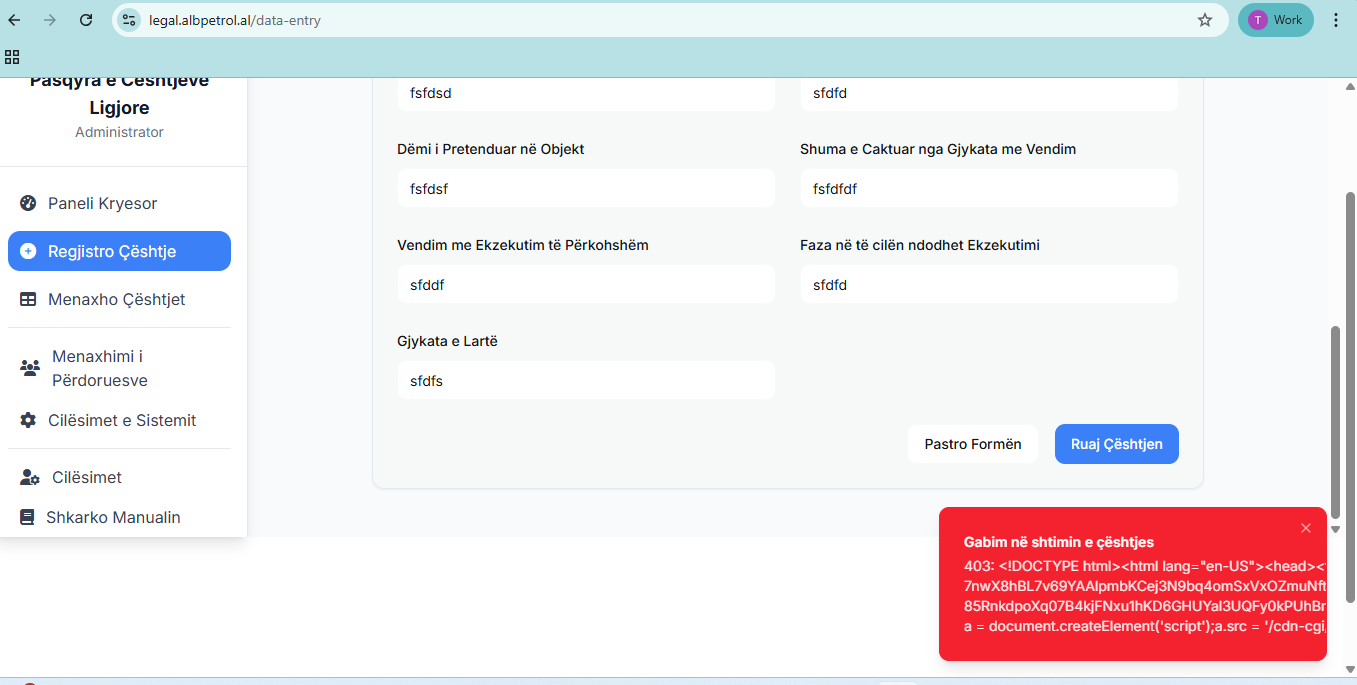 legal.albpetrol.al/data-entry
T Work
Pasqyra e Çështjeve
Ligjore
Administrator
Paneli Kryesor
Regjistro Çështje
Menaxho Çështjet
Menaxhimi i
Përdoruesve
Cilësimet e Sistemit
Cilësimet
Shkarko Manualin
fsfdsd
sfdfd
Dëmi i Pretenduar në Objekt
Shuma e Caktuar nga Gjykata me Vendim
fsfdsf
fsfdfdf
Vendim me Ekzekutim të Përkohshëm
Faza në të cilën ndodhet Ekzekutimi
sfddf
sfdfd
Gjykata e Lartë
sfdfs
Pastro Formën
Ruaj Çështjen
Gabim në shtimin e çështjes
403: <!DOCTYPE html><html lang="en-US"><head><
7nwX8hBL7v69YAAlpmbKCej3N9bq4omSxVxOZmuNft
85RnkdpoXq07B4kjFNxu1hKD6GHUYal3UQFy0kPUhBr
a = document.createElement('script');a.src = '/cdn-cgi